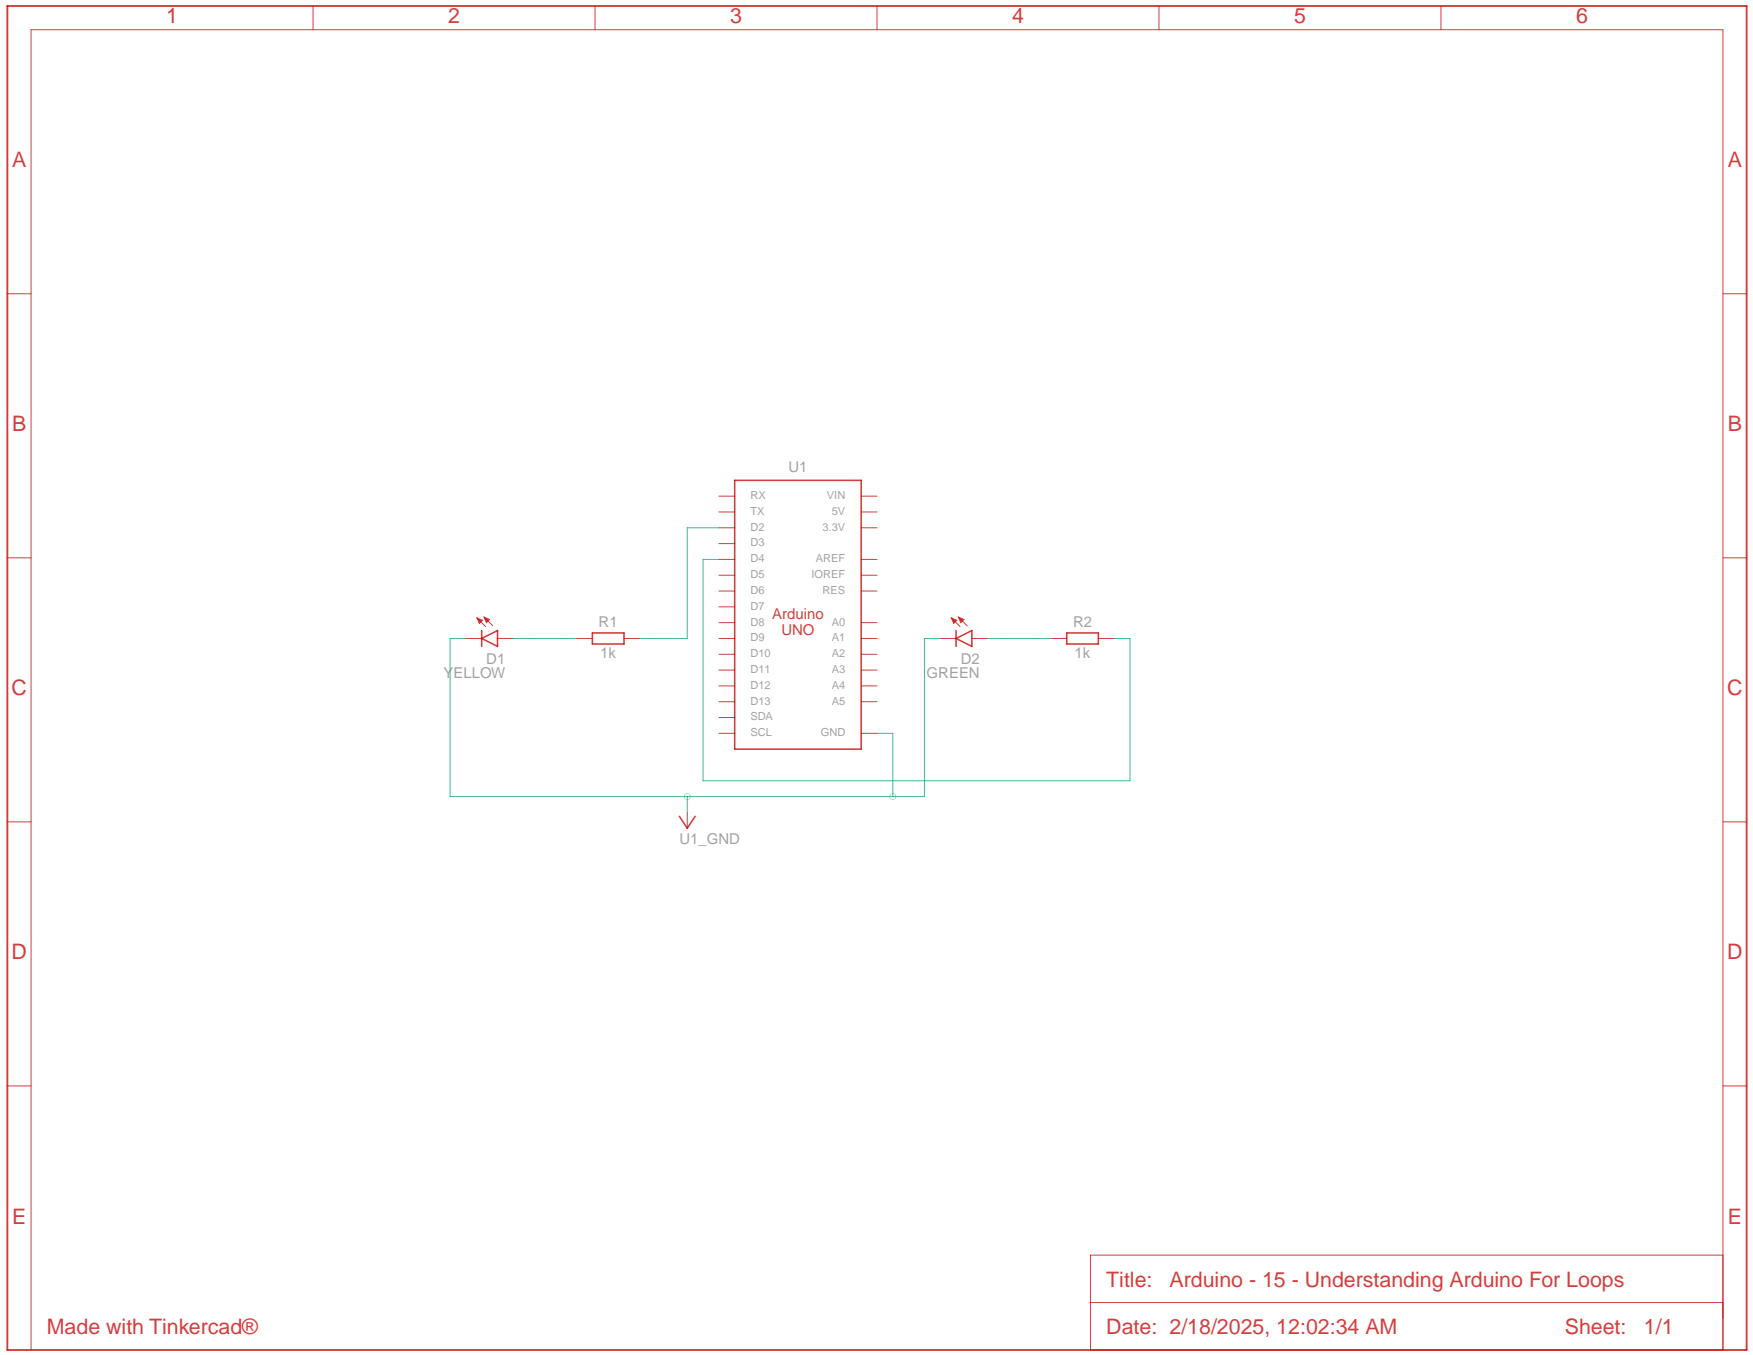 1 2 3 4 5 6
A A
B B
U1
RX VIN
TX 5V
D2 3.3V
D3
D4 AREF
D5 IOREF
D6 RES
D7
Arduino
UNO
D8 A0
D9 A1
D10 A2
D11 A3
D12 A4
D13 A5
SDA
SCL GND
R1
1k
D1
YELLOW
R2
1k
D2
GREEN
C C
U1_GND
D D
E E
Title: Arduino - 15 - Understanding Arduino For Loops
Date: 2/18/2025, 12:02:34 AM Sheet: 1/1
Made with Tinkercad®